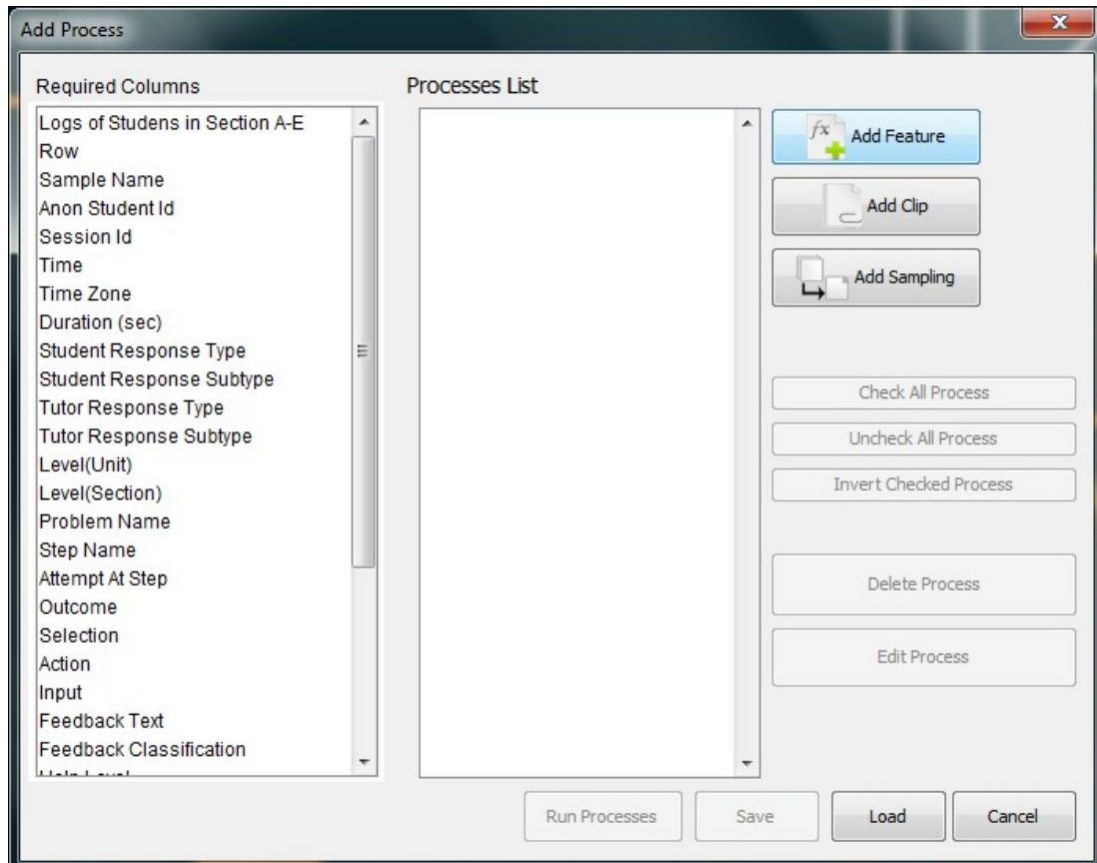 Add Process
Required Columns
Processes List
Logs of Studens in Section A-E
Row
Sample Name
Anon Student Id
Session Id
Time
Time Zone
Duration (sec)
Student Response Type
Student Response Subtype
Tutor Response Type
Tutor Response Subtype
Level(Unit)
Level(Section)
Problem Name
Step Name
Attempt At Step
Outcome
Selection
Action
Input
Feedback Text
Feedback Classification
fx Add Feature
Add Clip
Add Sampling
Check All Process
Uncheck All Process
Invert Checked Process
Delete Process
Edit Process
Run Processes
Save
Load
Cancel